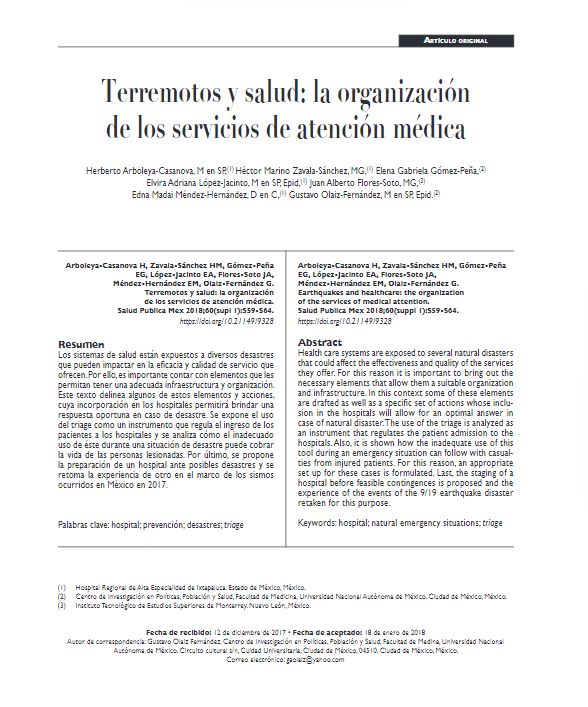 ARTÍCULO ORIGINAL
Terremotos y salud: la organización
de los servicios de atención médica
Herberto Arboleya-Casanova, M en SP,(1) Héctor Marino Zavala-Sánchez, MG,(1) Elena Gabriela Gómez-Peña,(2)
Elvira Adriana López-Jacinto, M en SP, Epid,(1) Juan Alberto Flores-Soto, MG,(3)
Edna Madai Méndez-Hernández, D en C,(1) Gustavo Olaiz-Fernández, M en SP, Epid.(2)
Arboleya-Casanova H, Zavala-Sánchez HM, Gómez-Peña
EG, López-Jacinto EA, Flores-Soto JA,
Méndez-Hernández EM, Olaiz-Fernández G.
Terremotos y salud: la organización
de los servicios de atención médica.
Salud Publica Mex 2018;60(supl 1):S59-S64.
https://doi.org/10.21149/9328
Resumen
Los sistemas de salud están expuestos a diversos desastres
que pueden impactar en la eficacia y calidad de servicio que
ofrecen. Por ello, es importante contar con elementos que les
permitan tener una adecuada infraestructura y organización.
Este texto delinea algunos de estos elementos y acciones,
cuya incorporación en los hospitales permitirá brindar una
respuesta oportuna en caso de desastre. Se expone el uso
del triage como un instrumento que regula el ingreso de los
pacientes a los hospitales y se analiza cómo el inadecuado
uso de éste durante una situación de desastre puede cobrar
la vida de las personas lesionadas. Por último, se propone
la preparación de un hospital ante posibles desastres y se
retoma la experiencia de otro en el marco de los sismos
ocurridos en México en 2017.
Palabras clave: hospital; prevención; desastres; triage
Arboleya-Casanova H, Zavala-Sánchez HM, Gómez-Peña
EG, López-Jacinto EA, Flores-Soto JA,
Méndez-Hernández EM, Olaiz-Fernández G.
Earthquakes and healthcare: the organization
of the services of medical attention.
Salud Publica Mex 2018;60(supl 1):S59-S64.
https://doi.org/10.21149/9328
Abstract
Health care systems are exposed to several natural disasters
that could affect the effectiveness and quality of the services
they offer. For this reason it is important to bring out the
necessary elements that allow them a suitable organization
and infrastructure. In this context some of these elements
are drafted as well as a specific set of actions whose inclu-
sion in the hospitals will allow for an optimal answer in
case of natural disaster. The use of the triage is analyzed as
an instrument that regulates the patient admission to the
hospitals. Also, it is shown how the inadequate use of this
tool during an emergency situation can follow with casual-
ties from injured patients. For this reason, an appropriate
set up for these cases is formulated. Last, the staging of a
hospital before feasible contingences is proposed and the
experience of the events of the 9/19 earthquake disaster
retaken for this purpose.
Keywords: hospital; natural emergency situations; triage
(1) Hospital Regional de Alta Especialidad de Ixtapaluca. Estado de México, México.
(2) Centro de Investigación en Políticas, Población y Salud, Facultad de Medicina, Universidad Nacional Autónoma de México. Ciudad de México, México.
(3) Instituto Tecnológico de Estudios Superiores de Monterrey. Nuevo León, México.
Fecha de recibido: 12 de diciembre de 2017 • Fecha de aceptado: 18 de enero de 2018
Autor de correspondencia: Gustavo Olaiz Fernández. Centro de Investigación en Políticas, Población y Salud, Facultad de Medina, Universidad Nacional
Autónoma de México. Circuito cultural s/n, Cuidad Universitaria, Ciudad de México, 04510. Ciudad de México, México.
Correo electrónico: gaolaiz@yahoo.com